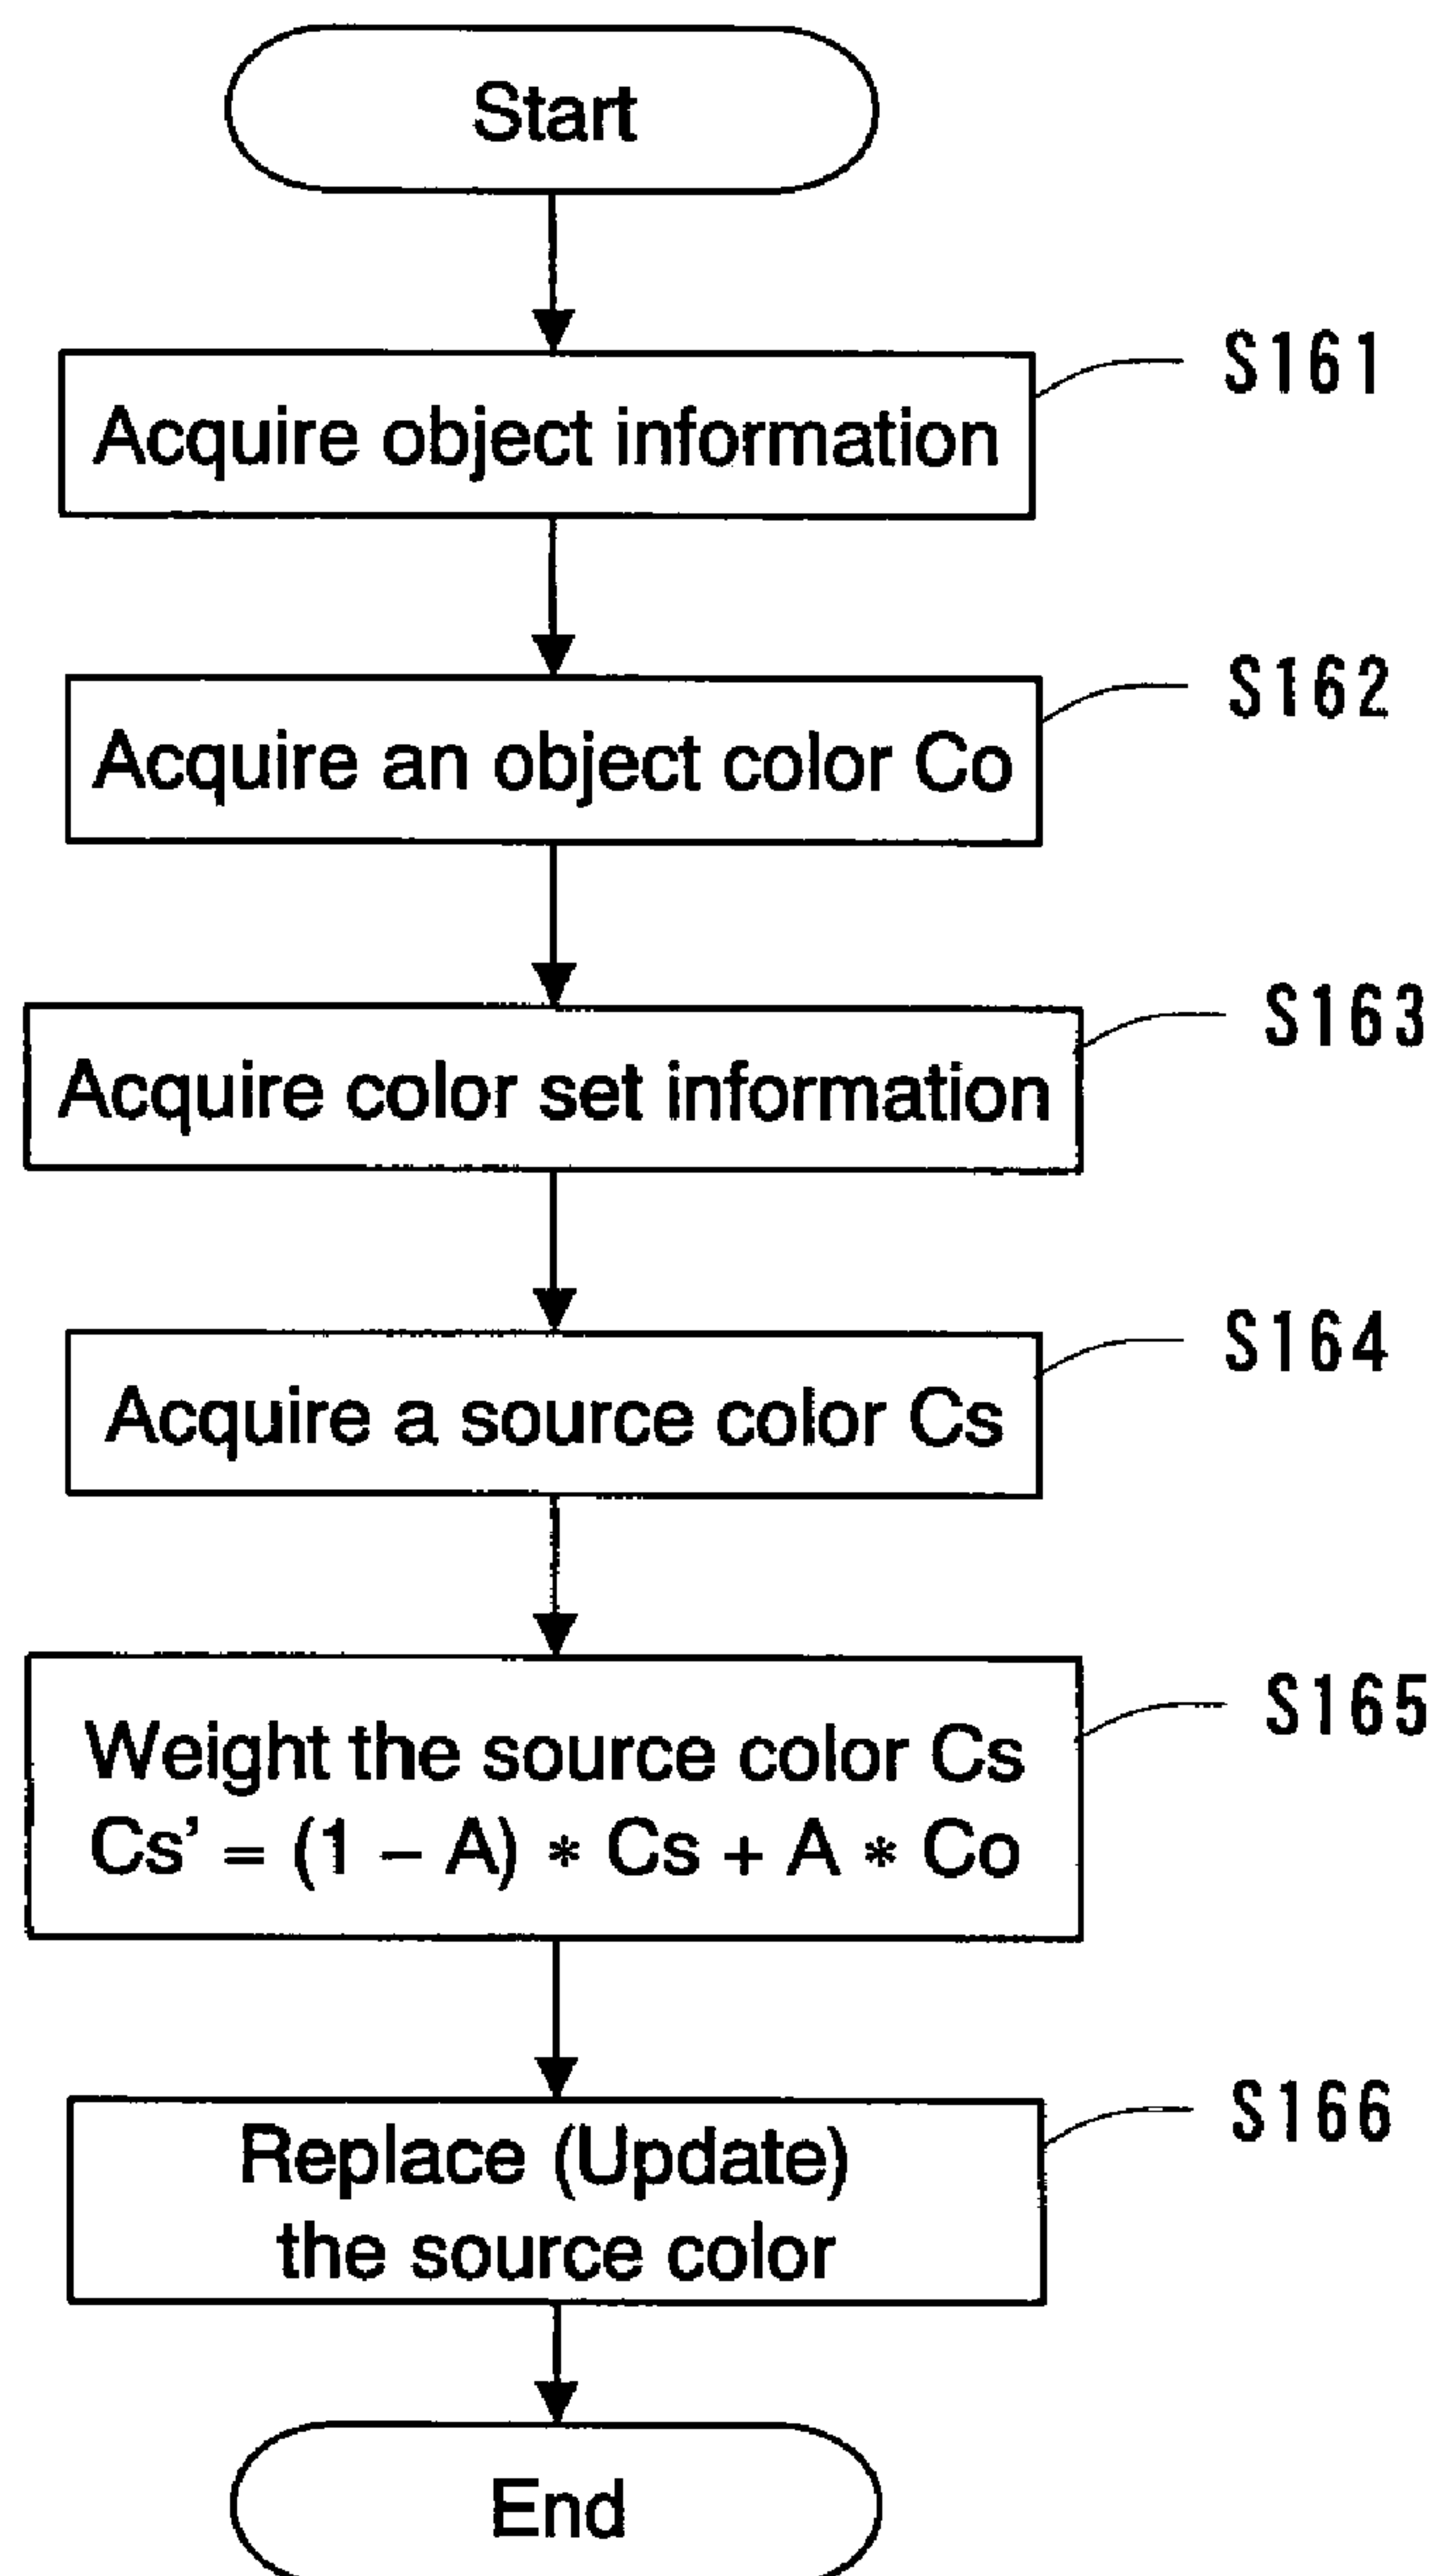 Start
Acquire object information
S161
Acquire an object color Co
S162
Acquire color set information
S163
Acquire a source color Cs
S164
Weight the source color Cs
Cs' = (1 – A) * Cs + A * Co
S165
Replace (Update)
the source color
S166
End